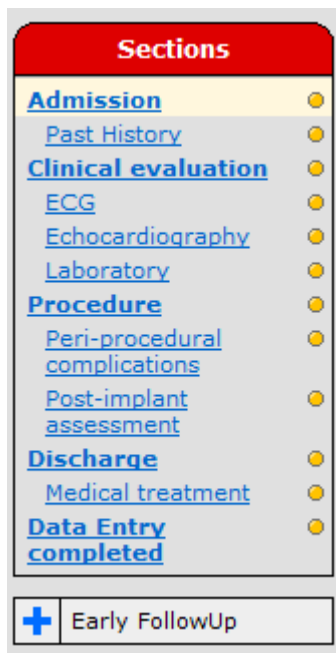 Sections
Admission
Past History
Clinical evaluation
ECG
Echocardiography
Laboratory
Procedure
Peri-procedural
complications
Post-implant
assessment
Discharge
Medical treatment
Data Entry
completed
Early FollowUp